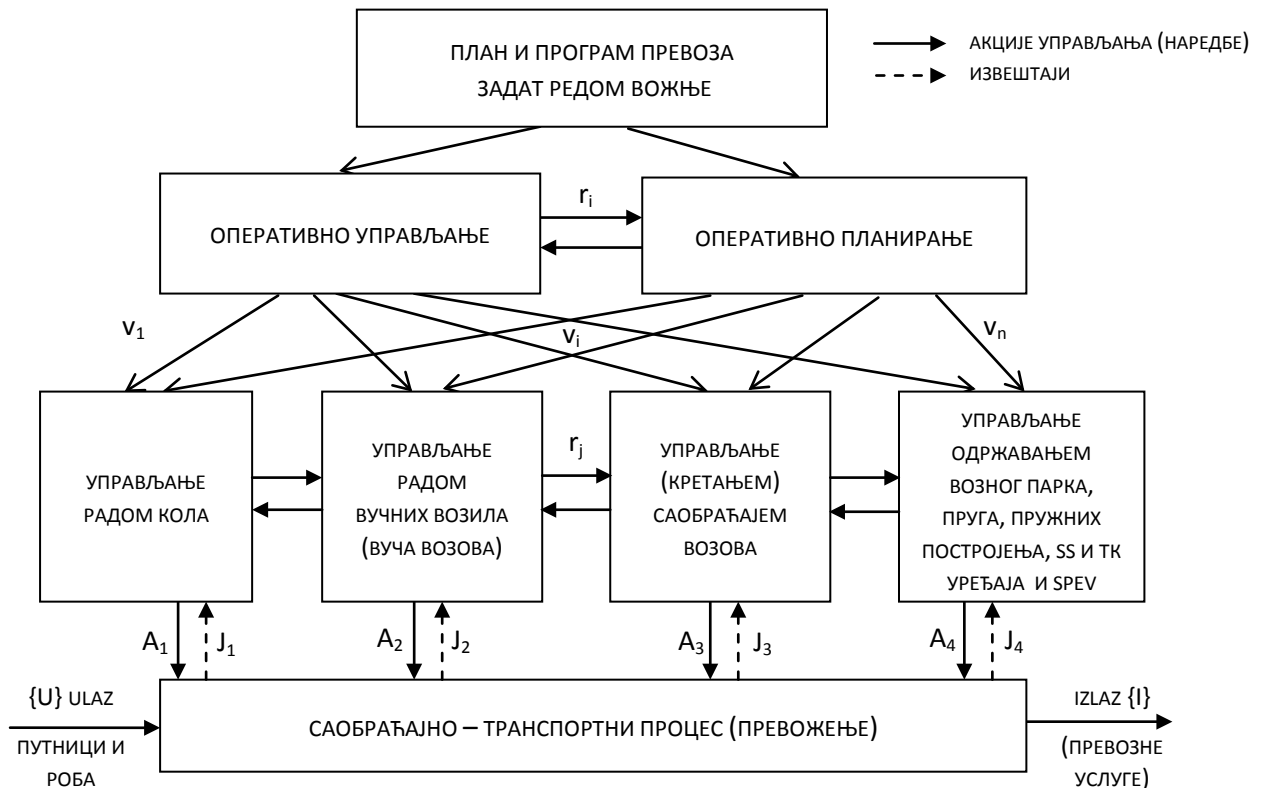 ПЛАН И ПРОГРАМ ПРЕВОЗА
ЗАДАТ РЕДОМ ВОЖЊЕ
АКЦИЈЕ УПРАВЉАЊА (НАРЕДБЕ)
ИЗВЕШТАЈИ
ОПЕРАТИВНО УПРАВЉАЊЕ
ri
ОПЕРАТИВНО ПЛАНИРАЊЕ
v1
vi
vn
УПРАВЉАЊЕ
РАДОМ КОЛА
УПРАВЉАЊЕ
РАДОМ
ВУЧНИХ ВОЗИЛА
(ВУЧА ВОЗОВА)
rj
УПРАВЉАЊЕ
(КРЕТАЊЕМ)
САОБРАЋАЈЕМ
ВОЗОВА
УПРАВЉАЊЕ
ОДРЖАВАЊЕМ
ВОЗНОГ ПАРКА,
ПРУГА, ПРУЖНИХ
ПОСТРОЈЕЊА, SS И ТК
УРЕЂАЈА И SPEV
A1
J1
A2
J2
A3
J3
A4
J4
{U} ULAZ
ПУТНИЦИ И
РОБА
САОБРАЋАЈНО – ТРАНСПОРТНИ ПРОЦЕС (ПРЕВОЖЕЊЕ)
IZLAZ {I}
(ПРЕВОЗНЕ
УСЛУГЕ)